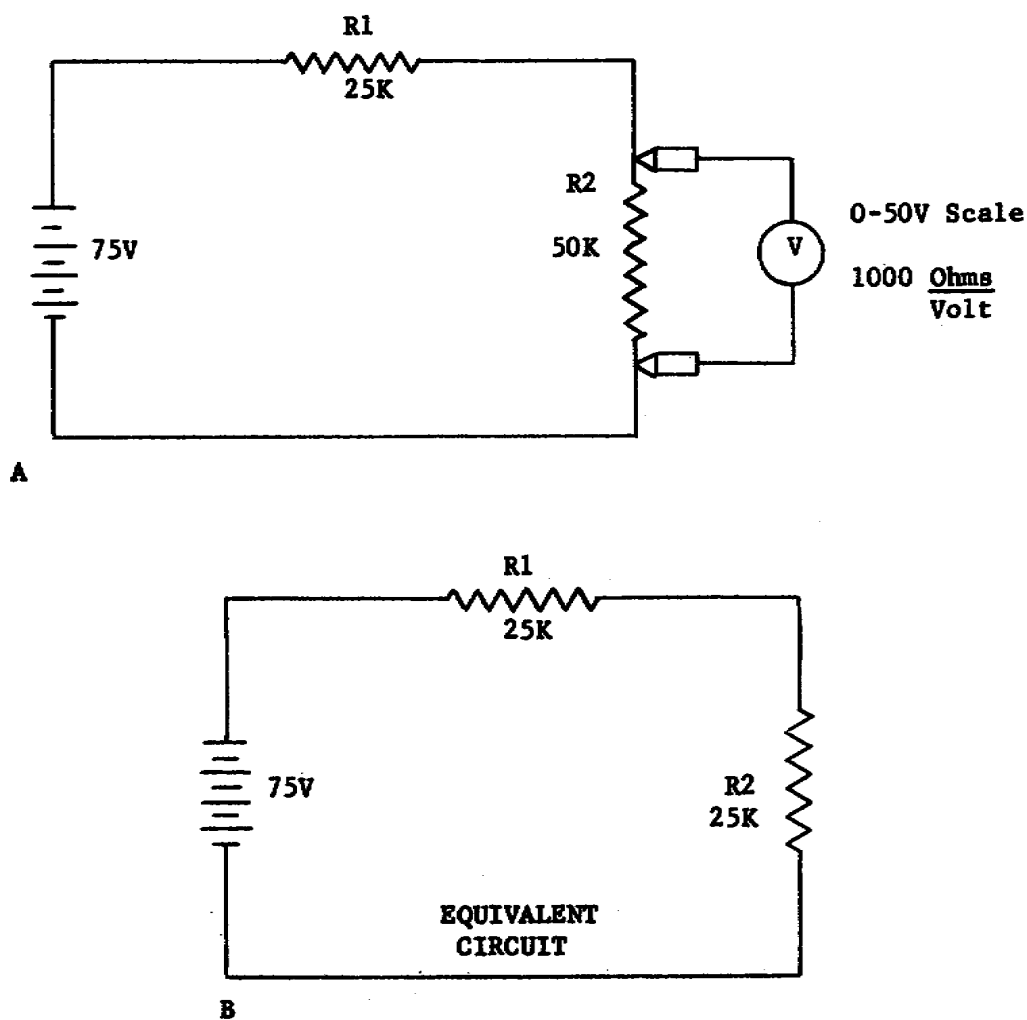 R1
25K
R2
50K
75V
V
0-50V Scale
1000 Ohms
Volt
A
R1
25K
75V
R2
25K
EQUIVALENT
CIRCUIT
B